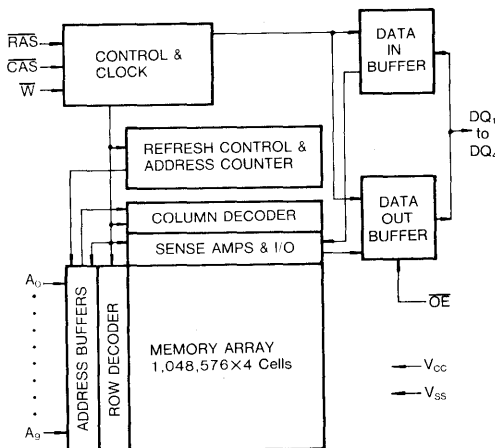 RAS
CAS
W
CONTROL &
CLOCK
DATA
IN
BUFFER
DQ₁
to
DQ₄
REFRESH CONTROL &
ADDRESS COUNTER
COLUMN DECODER
SENSE AMPS & I/O
DATA
OUT
BUFFER
OE
A₀
A₉
ADDRESS BUFFERS
ROW DECODER
MEMORY ARRAY
1,048,576×4 Cells
VCC
VSS